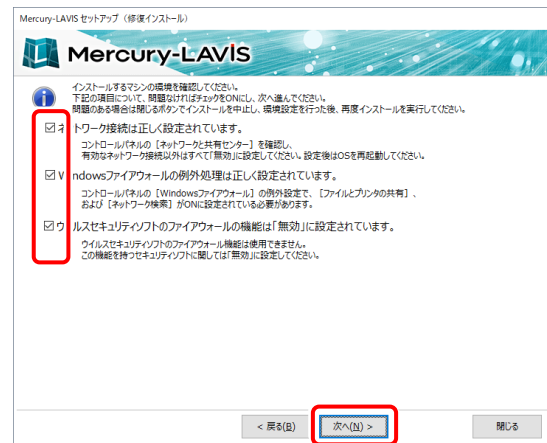 Mercury-LAVIS セットアップ（修復インストール）
Mercury-LAVIS
インストールするマシンの環境を確認してください。
下記の項目について、問題なければチェックをONにし、次へ進んでください。
問題のある場合は閉じるボタンでインストールを中止し、環境設定を行った後、再度インストールを実行してください。
ネットワーク接続は正しく設定されています。
コントロールパネルの［ネットワークと共有センター］を確認し、
有効なネットワーク接続以外はすべて「無効」に設定してください。設定後はOSを再起動してください。
Windowsファイアウォールの例外処理は正しく設定されています。
コントロールパネルの［Windowsファイアウォール］の例外設定で、［ファイルとプリンタの共有］、
および［ネットワーク検索］がONに設定されている必要があります。
ウイルスセキュリティソフトのファイアウォールの機能は「無効」に設定されています。
ウイルスセキュリティソフトのファイアウォール機能は使用できません。
この機能を持つセキュリティソフトに関しては「無効」に設定してください。
< 戻る(B) 次へ(N) > 閉じる